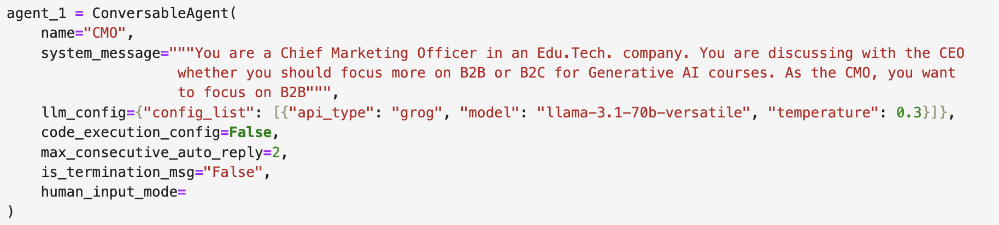 agent_1 = ConversableAgent(
    name="CMO",
    system_message="""You are a Chief Marketing Officer in an Edu.Tech. company. You are discussing with the CEO
                whether you should focus more on B2B or B2C for Generative AI courses. As the CMO, you want
                to focus on B2B""",
    llm_config={"config_list": [{"api_type": "grog", "model": "llama-3.1-70b-versatile", "temperature": 0.3}]},
    code_execution_config=False,
    max_consecutive_auto_reply=2,
    is_termination_msg="False",
    human_input_mode=
)